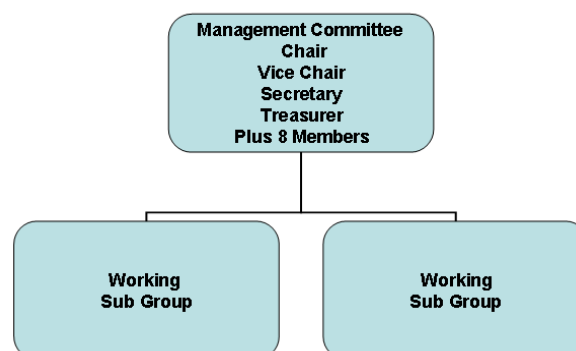 Management Committee
Chair
Vice Chair
Secretary
Treasurer
Plus 8 Members
Working
Sub Group
Working
Sub Group